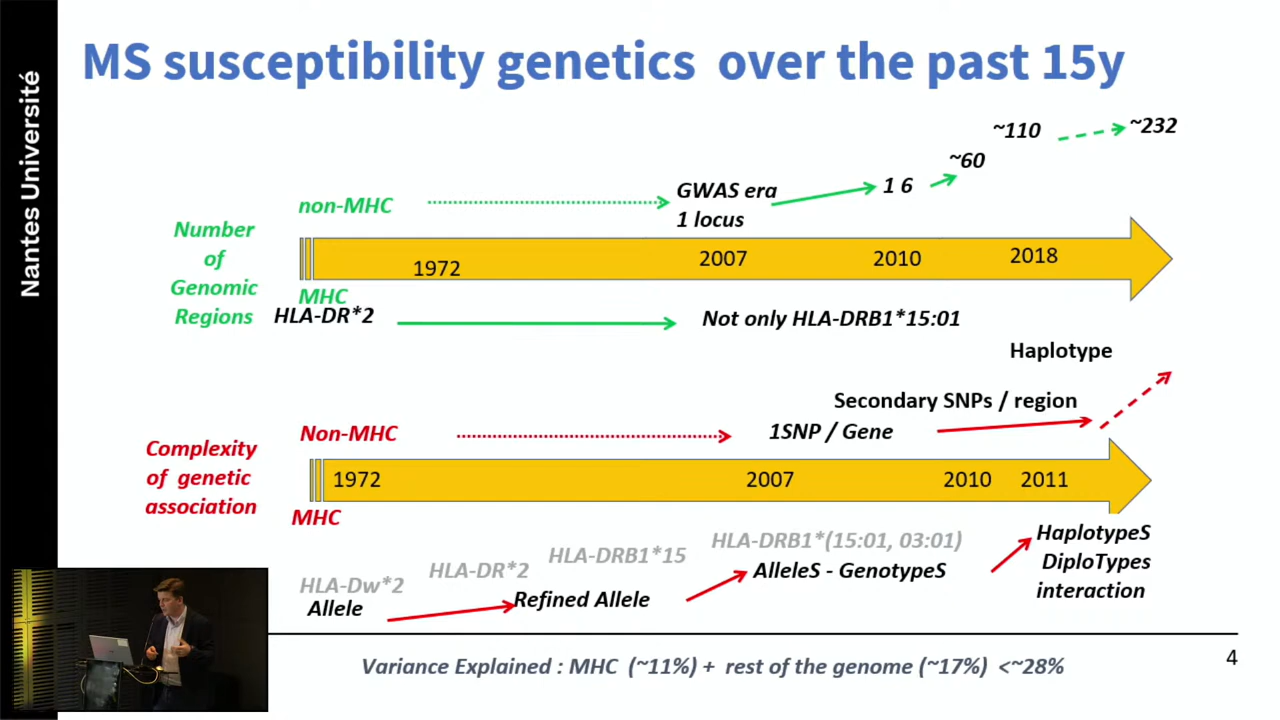 MS susceptibility genetics over the past 15y
Nantes Université
~110
~232
~60
GWAS era
1 6
non-MHC
1 locus
Number
of
Genomic
Regions
1972
2007
2010
2018
MHC
HLA-DR*2
Not only HLA-DRB1*15:01
Haplotype
Secondary SNPs / region
Non-MHC
1SNP / Gene
Complexity
of genetic
association
1972
2007
2010
2011
MHC
HLA-Dw*2
HLA-DR*2
HLA-DRB1*15
HLA-DRB1*(15:01, 03:01)
Allele
Refined Allele
AlleleS - GenotypeS
HaplotypeS
DiploTypes
interaction
Variance Explained : MHC (~11%) + rest of the genome (~17%) <~28%
4